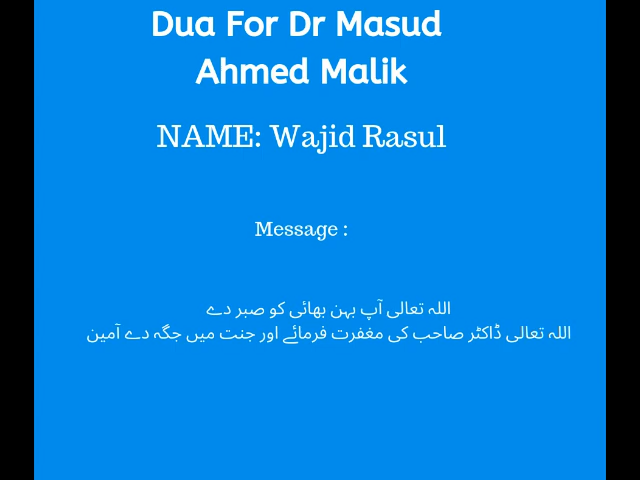 Dua For Dr Masud
Ahmed Malik
NAME: Wajid Rasul
Message :
اللہ تعالی آپ بہن بھائی کو صبر دے
اللہ تعالی ڈاکٹر صاحب کی مغفرت فرمائے اور جنت میں جگہ دے آمین